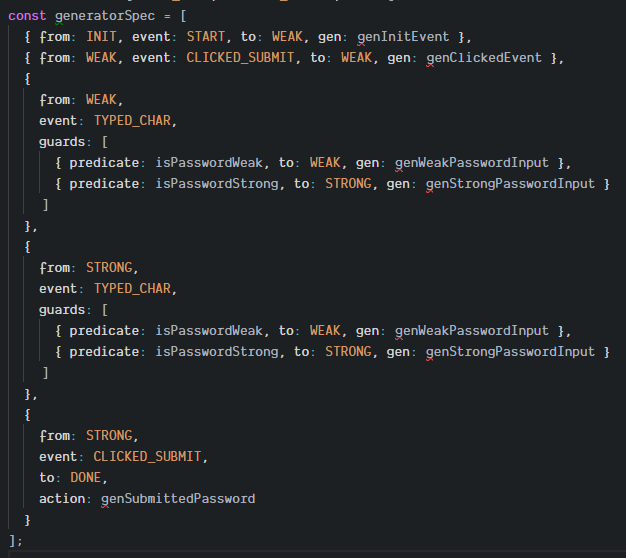 const generatorSpec = [
  { from: INIT, event: START, to: WEAK, gen: genInitEvent },
  { from: WEAK, event: CLICKED_SUBMIT, to: WEAK, gen: genClickedEvent },
  {
    from: WEAK,
    event: TYPED_CHAR,
    guards: [
      { predicate: isPasswordWeak, to: WEAK, gen: genWeakPasswordInput },
      { predicate: isPasswordStrong, to: STRONG, gen: genStrongPasswordInput }
    ]
  },
  {
    from: STRONG,
    event: TYPED_CHAR,
    guards: [
      { predicate: isPasswordWeak, to: WEAK, gen: genWeakPasswordInput },
      { predicate: isPasswordStrong, to: STRONG, gen: genStrongPasswordInput }
    ]
  },
  {
    from: STRONG,
    event: CLICKED_SUBMIT,
    to: DONE,
    action: genSubmittedPassword
  }
];